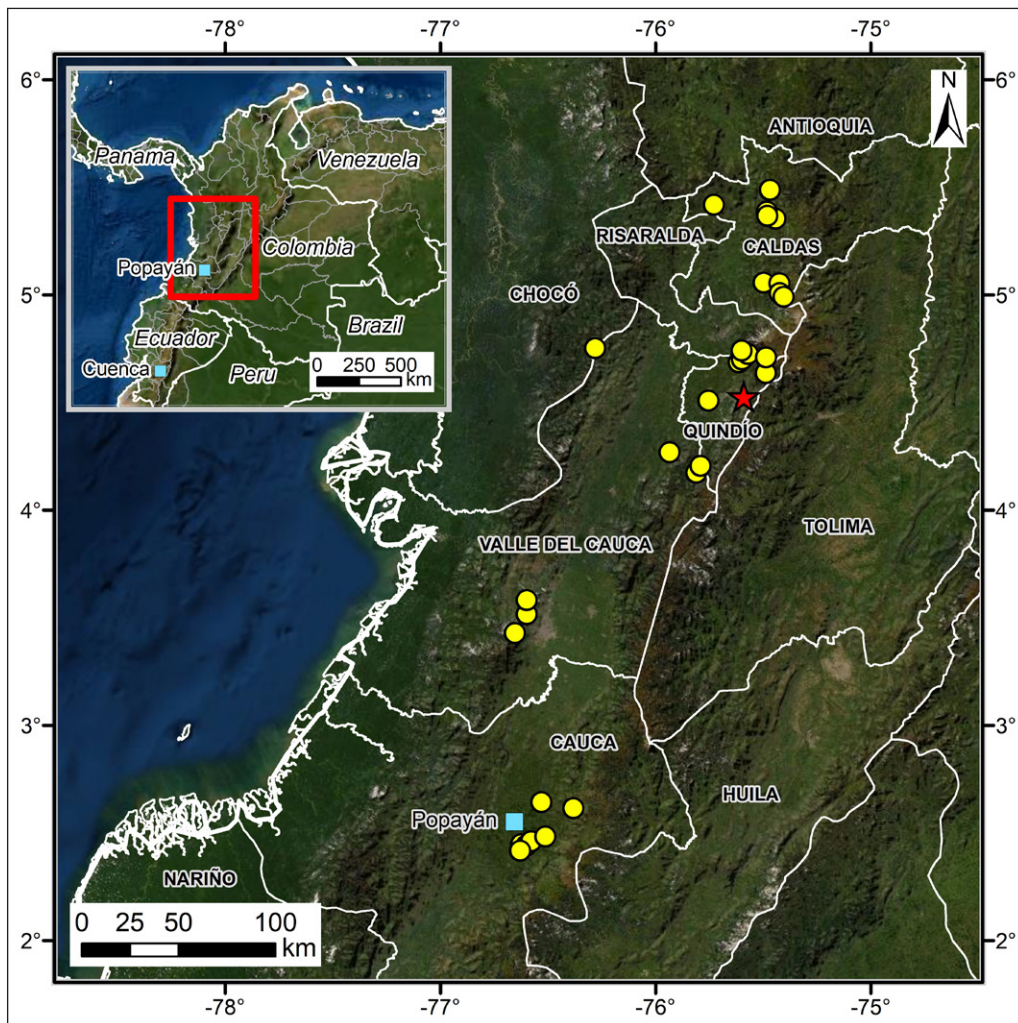 -78°
-77°
-76°
-75°
6°
6°
N
ANTIOQUIA
Panama
Venezuela
RISARALDA
CALDAS
Colombia
Popayán
5°
CHOCÓ
5°
Brazil
Ecuador
Cuenca
Peru
0 250 500
km
QUINDÍO
4°
4°
TOLIMA
VALLE DEL CAUCA
3°
3°
CAUCA
HUILA
Popayán
NARIÑO
0 25 50 100
km
2°
2°
-78°
-77°
-76°
-75°